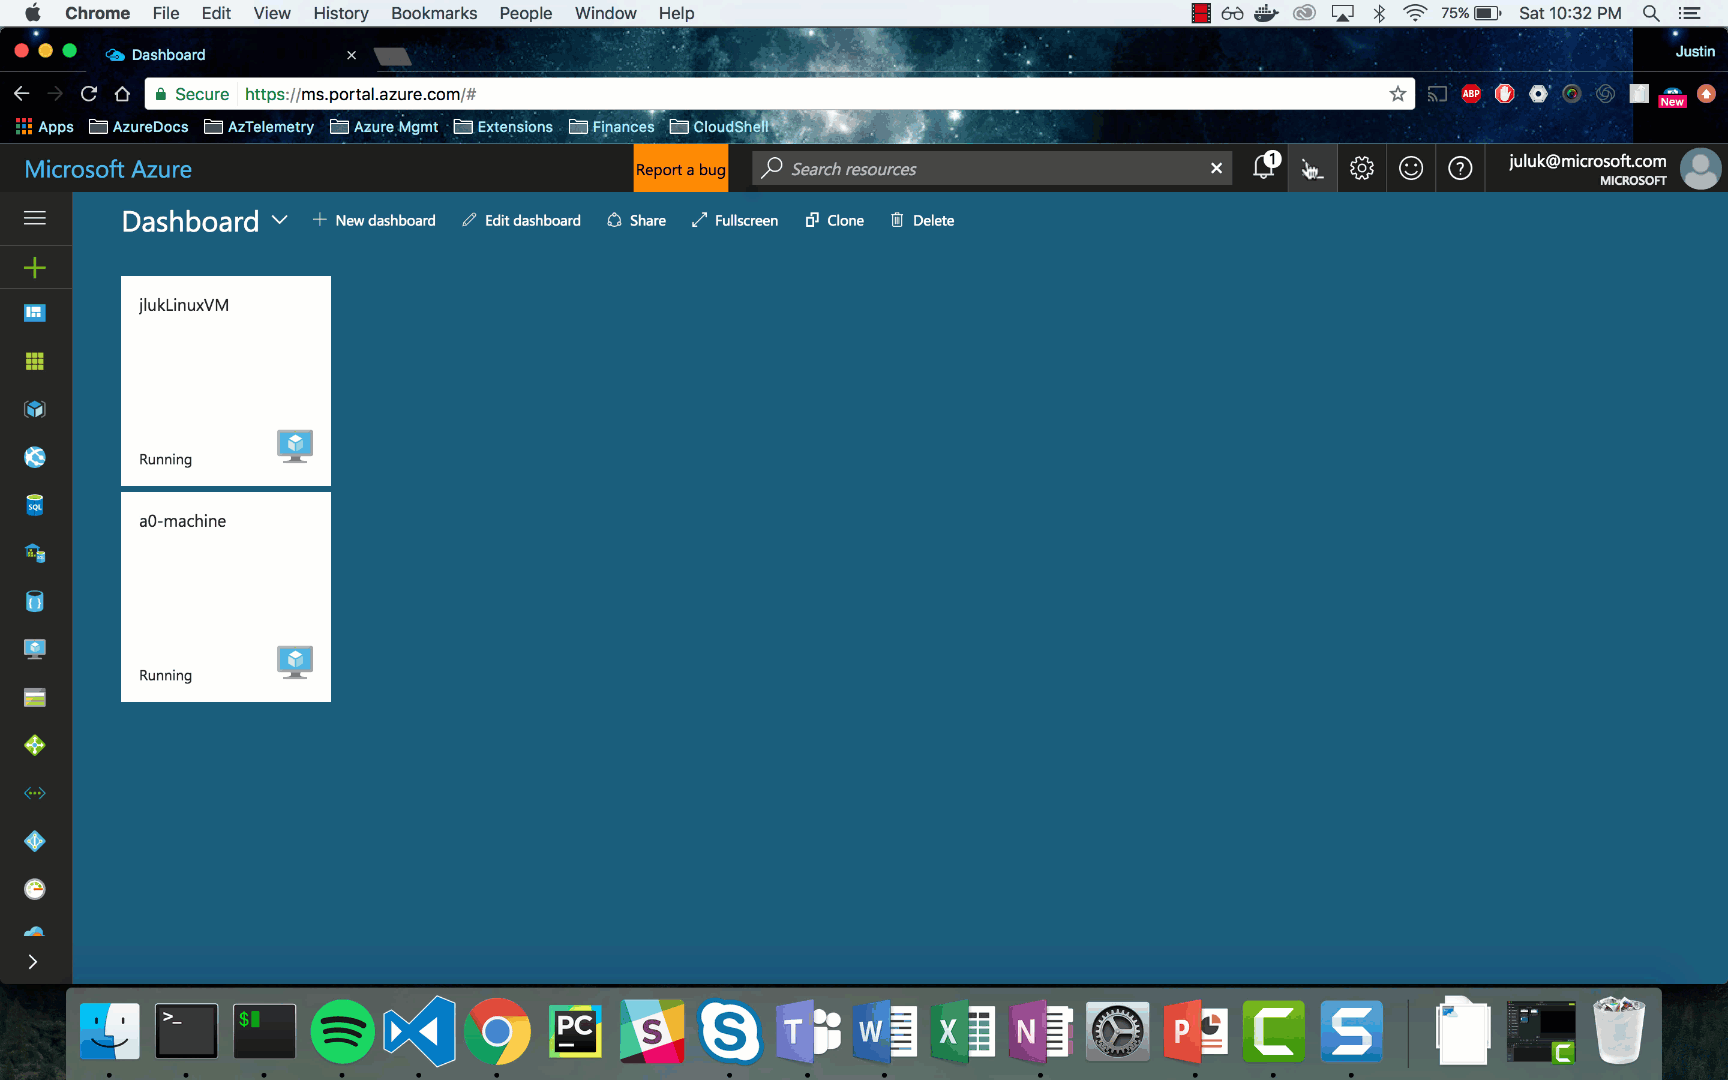 Chrome File Edit View History Bookmarks People Window Help 75% Sat 10:32 PM
Dashboard Justin
Secure https://ms.portal.azure.com/# ABP New
Apps AzureDocs AzTelemetry Azure Mgmt Extensions Finances CloudShell
Microsoft Azure Report a bug Search resources 1 juluk@microsoft.com
MICROSOFT
Dashboard New dashboard Edit dashboard Share Fullscreen Clone Delete
jlukLinuxVM
Running
SQL
a0-machine
Running
>_ $ PC S S T W X N P C S C